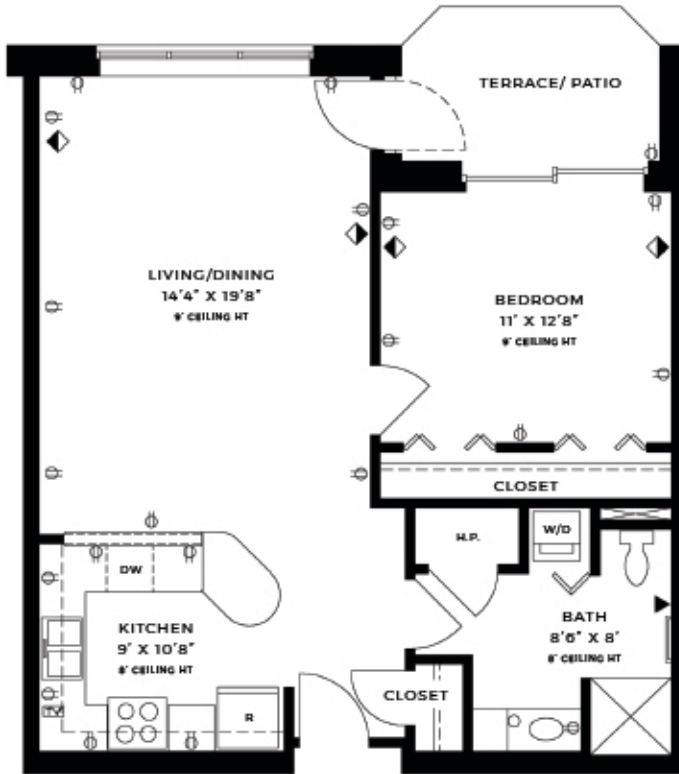 TERRACE/ PATIO
LIVING/DINING
14'4" X 19'8"
9' CEILING HT
BEDROOM
11' X 12'8"
9' CEILING HT
CLOSET
H.P.
W/D
DW
KITCHEN
9' X 10'8"
8' CEILING HT
BATH
8'6" X 8'
8' CEILING HT
CLOSET
R